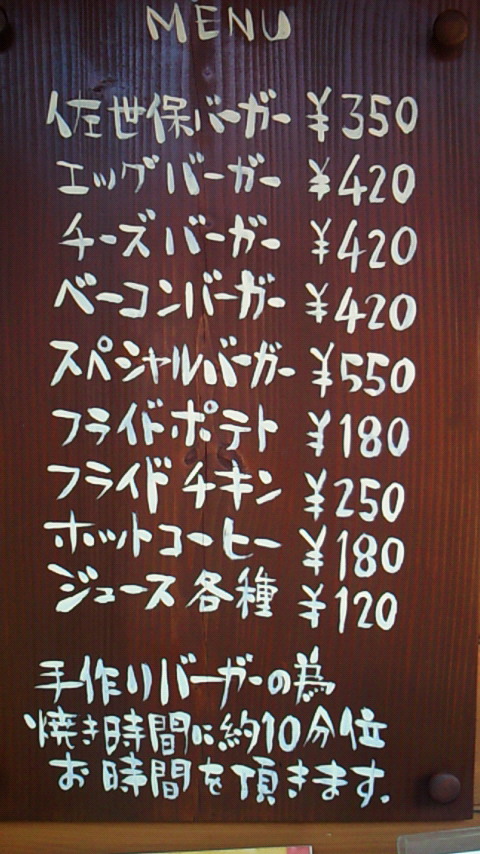 MENU
佐世保バーガー ¥350
エッグバーガー ¥420
チーズバーガー ¥420
ベーコンバーガー ¥420
スペシャルバーガー ¥550
フライドポテト ¥180
フライドチキン ¥250
ホットコーヒー ¥180
ジュース各種 ¥120
手作りバーガーの為
焼き時間に約10分位
お時間を頂きます.